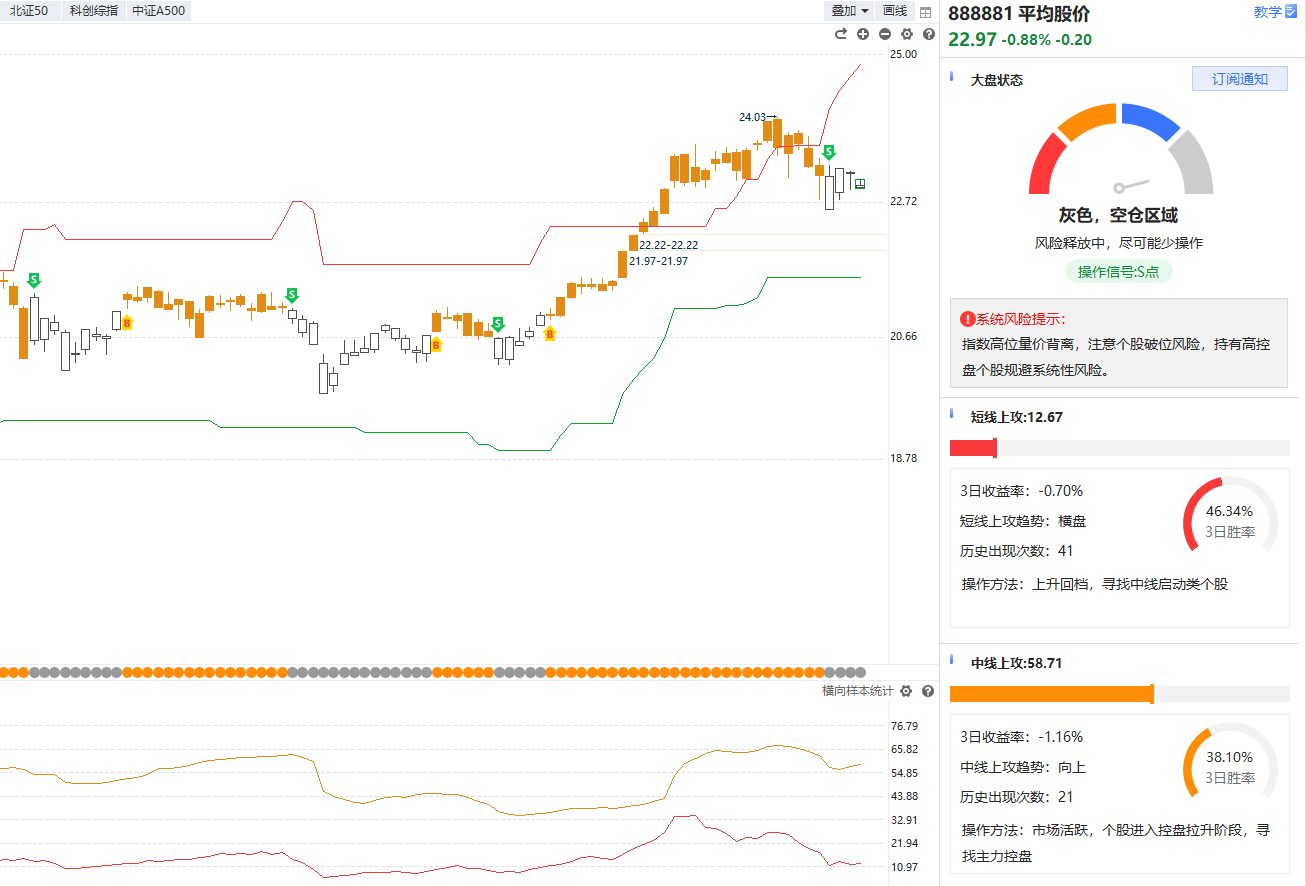 北证50 科创综指 中证A500 叠加 画线
25.00
24.03
22.72
S
S
S
S
B
B
B
22.22-22.22
21.97-21.97
20.66
18.78
横向样本统计
76.79
65.82
54.85
43.88
32.91
21.94
10.97
888881 平均股价 教学
22.97 -0.88% -0.20
大盘状态 订阅通知
灰色，空仓区域
风险释放中，尽可能少操作
操作信号:S点
系统风险提示:
指数高位量价背离，注意个股破位风险，持有高控
盘个股规避系统性风险。
短线上攻:12.67
3日收益率：-0.70%
短线上攻趋势：横盘
历史出现次数：41
46.34%
3日胜率
操作方法：上升回档，寻找中线启动类个股
中线上攻:58.71
3日收益率：-1.16%
中线上攻趋势：向上
历史出现次数：21
38.10%
3日胜率
操作方法：市场活跃，个股进入控盘拉升阶段，寻
找主力控盘